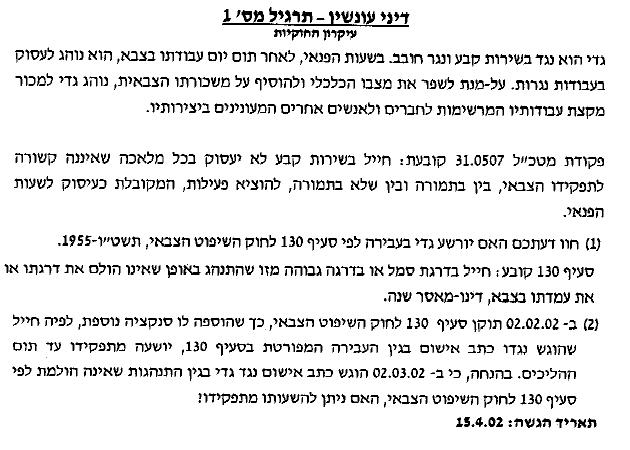 דיני עונשין – תרגיל מס' 1
עיקרון החוקיות
גדי הוא נגד בשירות קבע ונגר חובב. בשעות הפנאי, לאחר תום יום עבודתו בצבא, הוא נוהג לעסוק
בעבודות נגרות. על-מנת לשפר את מצבו הכלכלי ולהוסיף על משכורתו הצבאית, נוהג גדי למכור
מקצת עבודותיו המרשימות לחברים ולאנשים אחרים המעונינים ביצירותיו.
פקודת מטכ"ל 31.0507 קובעת: חייל בשירות קבע לא יעסוק בכל מלאכה שאיננה קשורה
לתפקידו הצבאי, בין בתמורה ובין שלא בתמורה, להוציא פעילות, המקובלת כעיסוק לשעות
הפנאי.
(1) חוו דעתכם האם יורשע גדי בעבירה לפי סעיף 130 לחוק השיפוט הצבאי, תשט"ו-1955.
סעיף 130 קובע: חייל בדרגת סמל או בדרגה גבוהה מזו שהתנהג באופן שאינו הולם את דרגתו או
את עמדתו בצבא, דינו-מאסר שנה.
(2) ב- 02.02.02 תוקן סעיף 130 לחוק השיפוט הצבאי, כך שהוספה לו סנקציה נוספת, לפיה חייל
שהוגש נגדו כתב אישום בגין העבירה המפורטת בסעיף 130, יושעה מתפקידו עד תום
ההליכים. בהנחה, כי ב- 02.03.02 הוגש כתב אישום נגד גדי בגין התנהגות שאינה הולמת לפי
סעיף 130 לחוק השיפוט הצבאי, האם ניתן להשעותו מתפקידו?
תאריד הגשה: 15.4.02